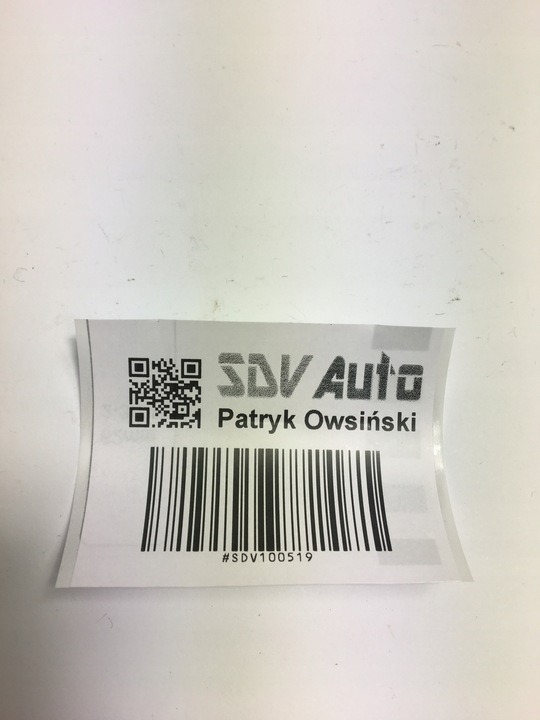 SDV Auto
Patryk Owsiński
#SDV100519